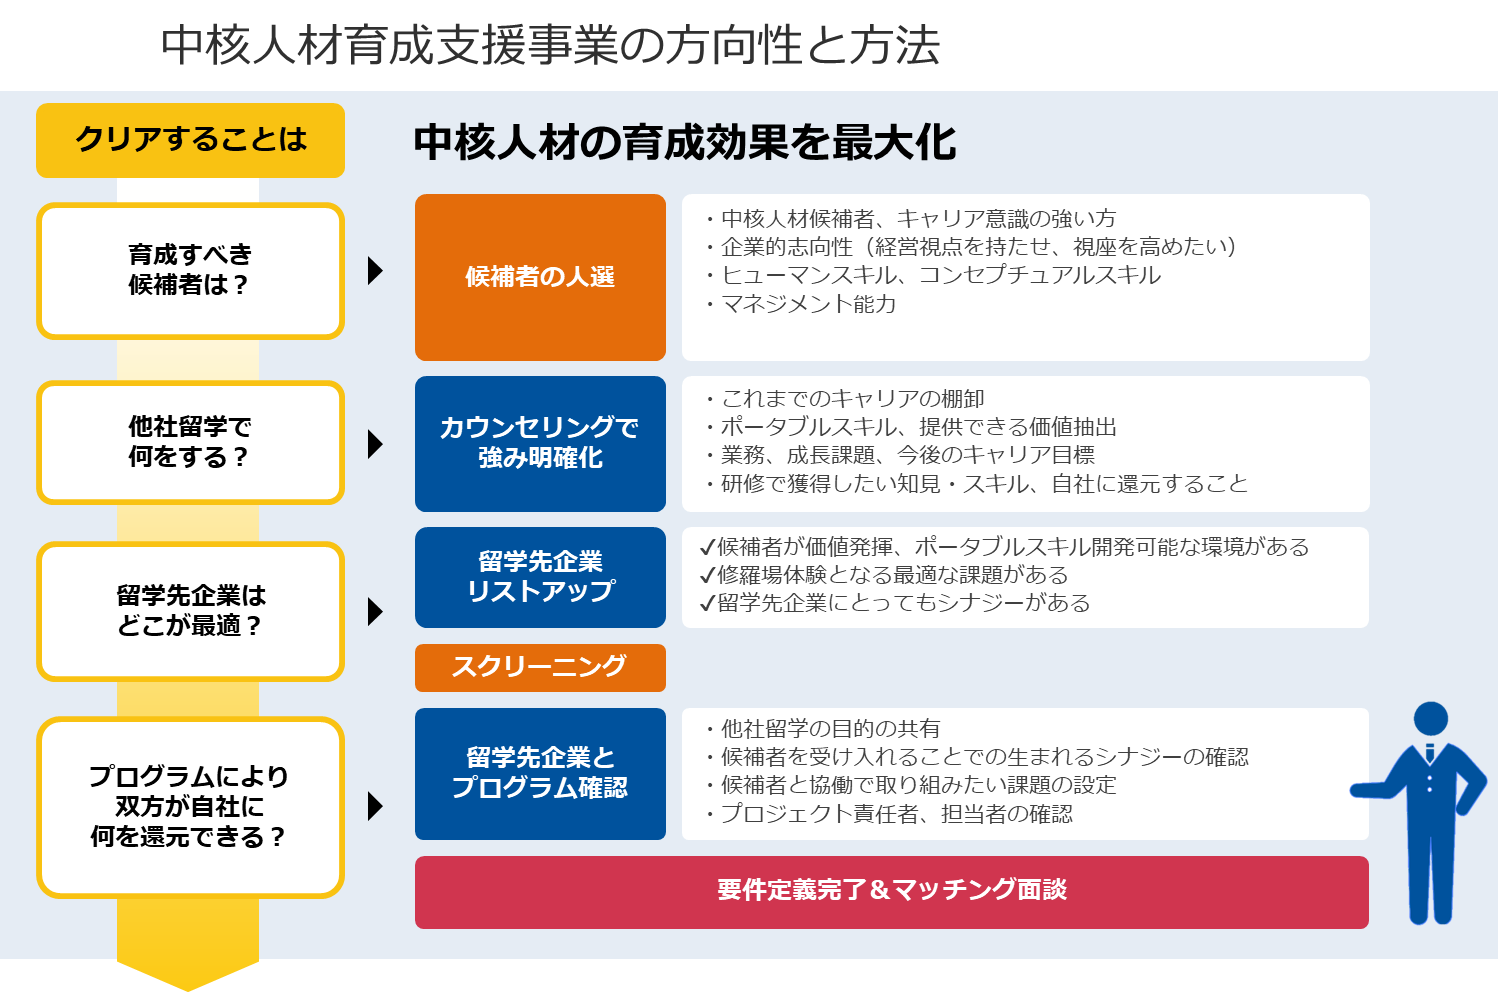 中核人材育成支援事業の方向性と方法
クリアすることは
中核人材の育成効果を最大化
育成すべき
候補者は？
候補者の人選
・中核人材候補者、キャリア意識の強い方
・企業的志向性（経営視点を持たせ、視座を高めたい）
・ヒューマンスキル、コンセプチュアルスキル
・マネジメント能力
他社留学で
何をする？
カウンセリングで
強み明確化
・これまでのキャリアの棚卸
・ポータブルスキル、提供できる価値抽出
・業務、成長課題、今後のキャリア目標
・研修で獲得したい知見・スキル、自社に還元すること
留学先企業は
どこが最適？
留学先企業
リストアップ
✓候補者が価値発揮、ポータブルスキル開発可能な環境がある
✓修羅場体験となる最適な課題がある
✓留学先企業にとってもシナジーがある
スクリーニング
プログラムにより
双方が自社に
何を還元できる？
留学先企業と
プログラム確認
・他社留学の目的の共有
・候補者を受け入れることでの生まれるシナジーの確認
・候補者と協働で取り組みたい課題の設定
・プロジェクト責任者、担当者の確認
要件定義完了＆マッチング面談